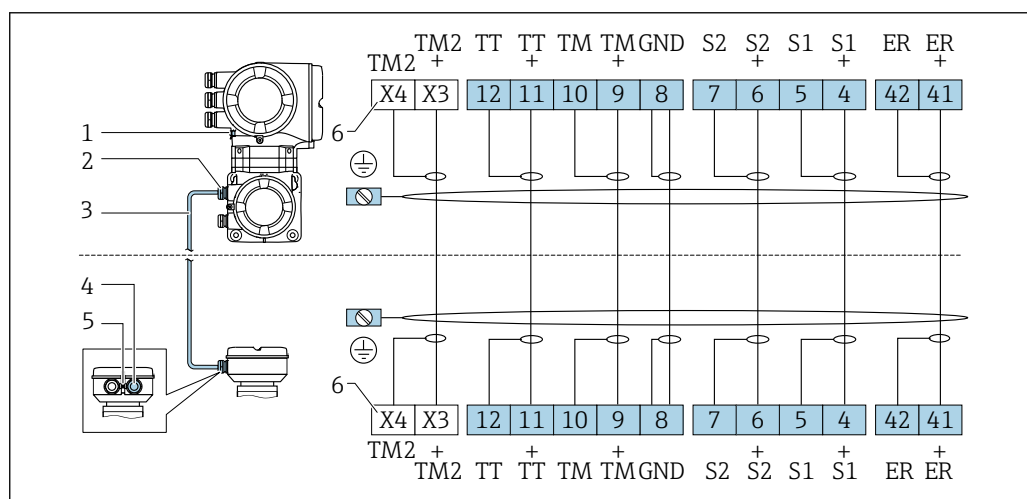 TM2 TT TT TM TM GND S2 S2 S1 S1 ER ER
TM2 + + + + + +
X4 X3 12 11 10 9 8 7 6 5 4 42 41
6
1
2
3
4
5
6
X4 X3 12 11 10 9 8 7 6 5 4 42 41
TM2 + + + + + +
TM2 TT TT TM TM GND S2 S2 S1 S1 ER ER